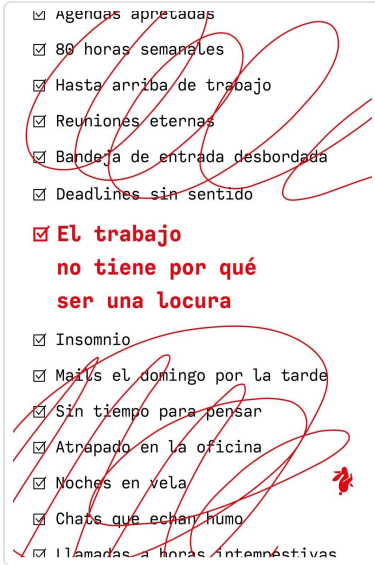 Agendas apretadas
80 horas semanales
Hasta arriba de trabajo
Reuniones eternas
Bandeja de entrada desbordada
Deadlines sin sentido
El trabajo
no tiene por qué
ser una locura
Insomnio
Mails el domingo por la tarde
Sin tiempo para pensar
Atrapado en la oficina
Noches en vela
Chats que echan humo
Llamadas a horas intempestivas